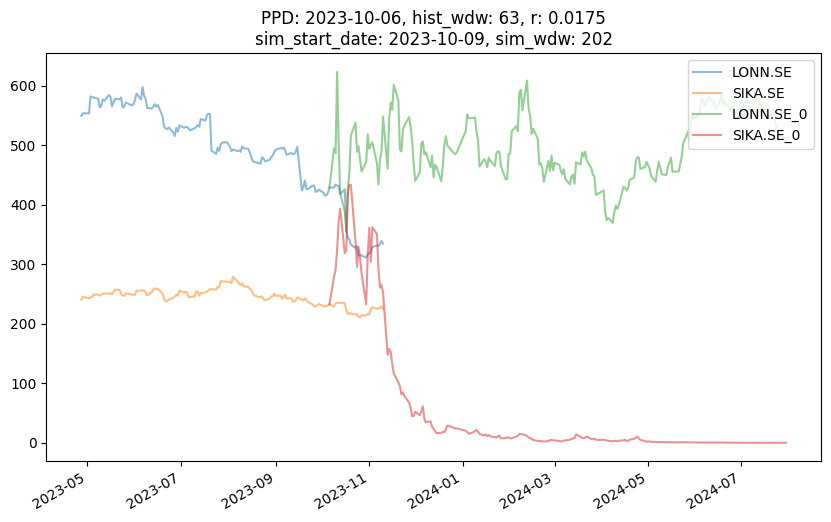 PPD: 2023-10-06, hist_wdw: 63, r: 0.0175
sim_start_date: 2023-10-09, sim_wdw: 202
LONN.SE
SIKA.SE
LONN.SE_0
SIKA.SE_0
600
500
400
300
200
100
0
2023-05
2023-07
2023-09
2023-11
2024-01
2024-03
2024-05
2024-07